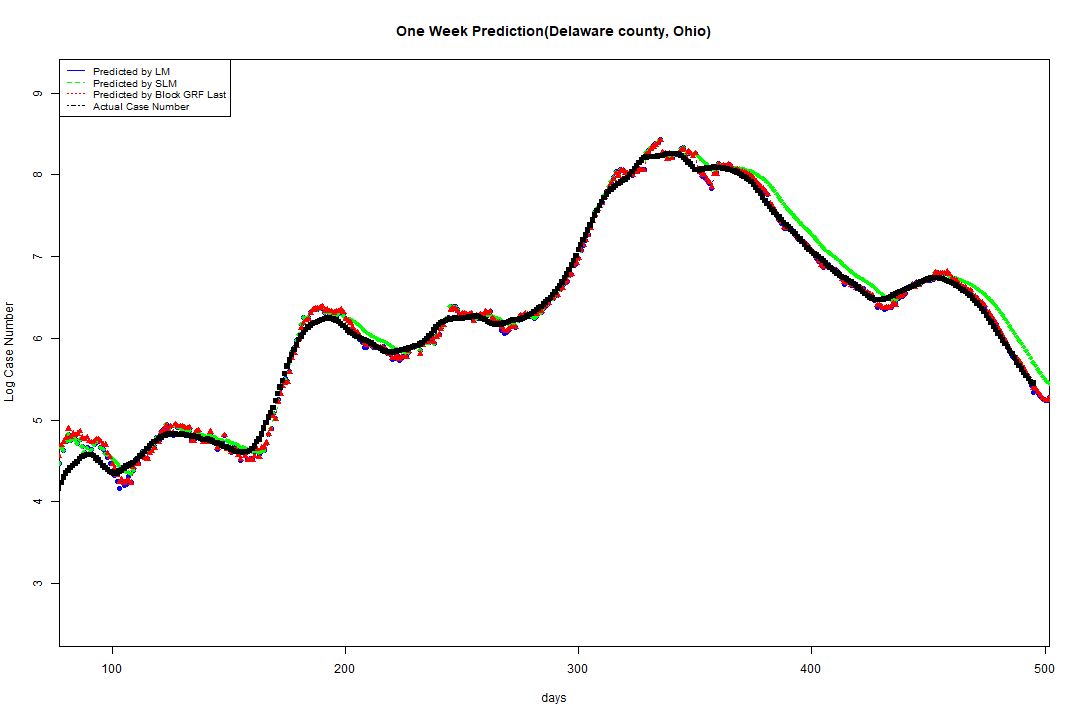 One Week Prediction(Delaware county, Ohio)
Predicted by LM
Predicted by SLM
Predicted by Block GRF Last
Actual Case Number
9
8
7
6
5
4
3
Log Case Number
100 200 300 400 500
days